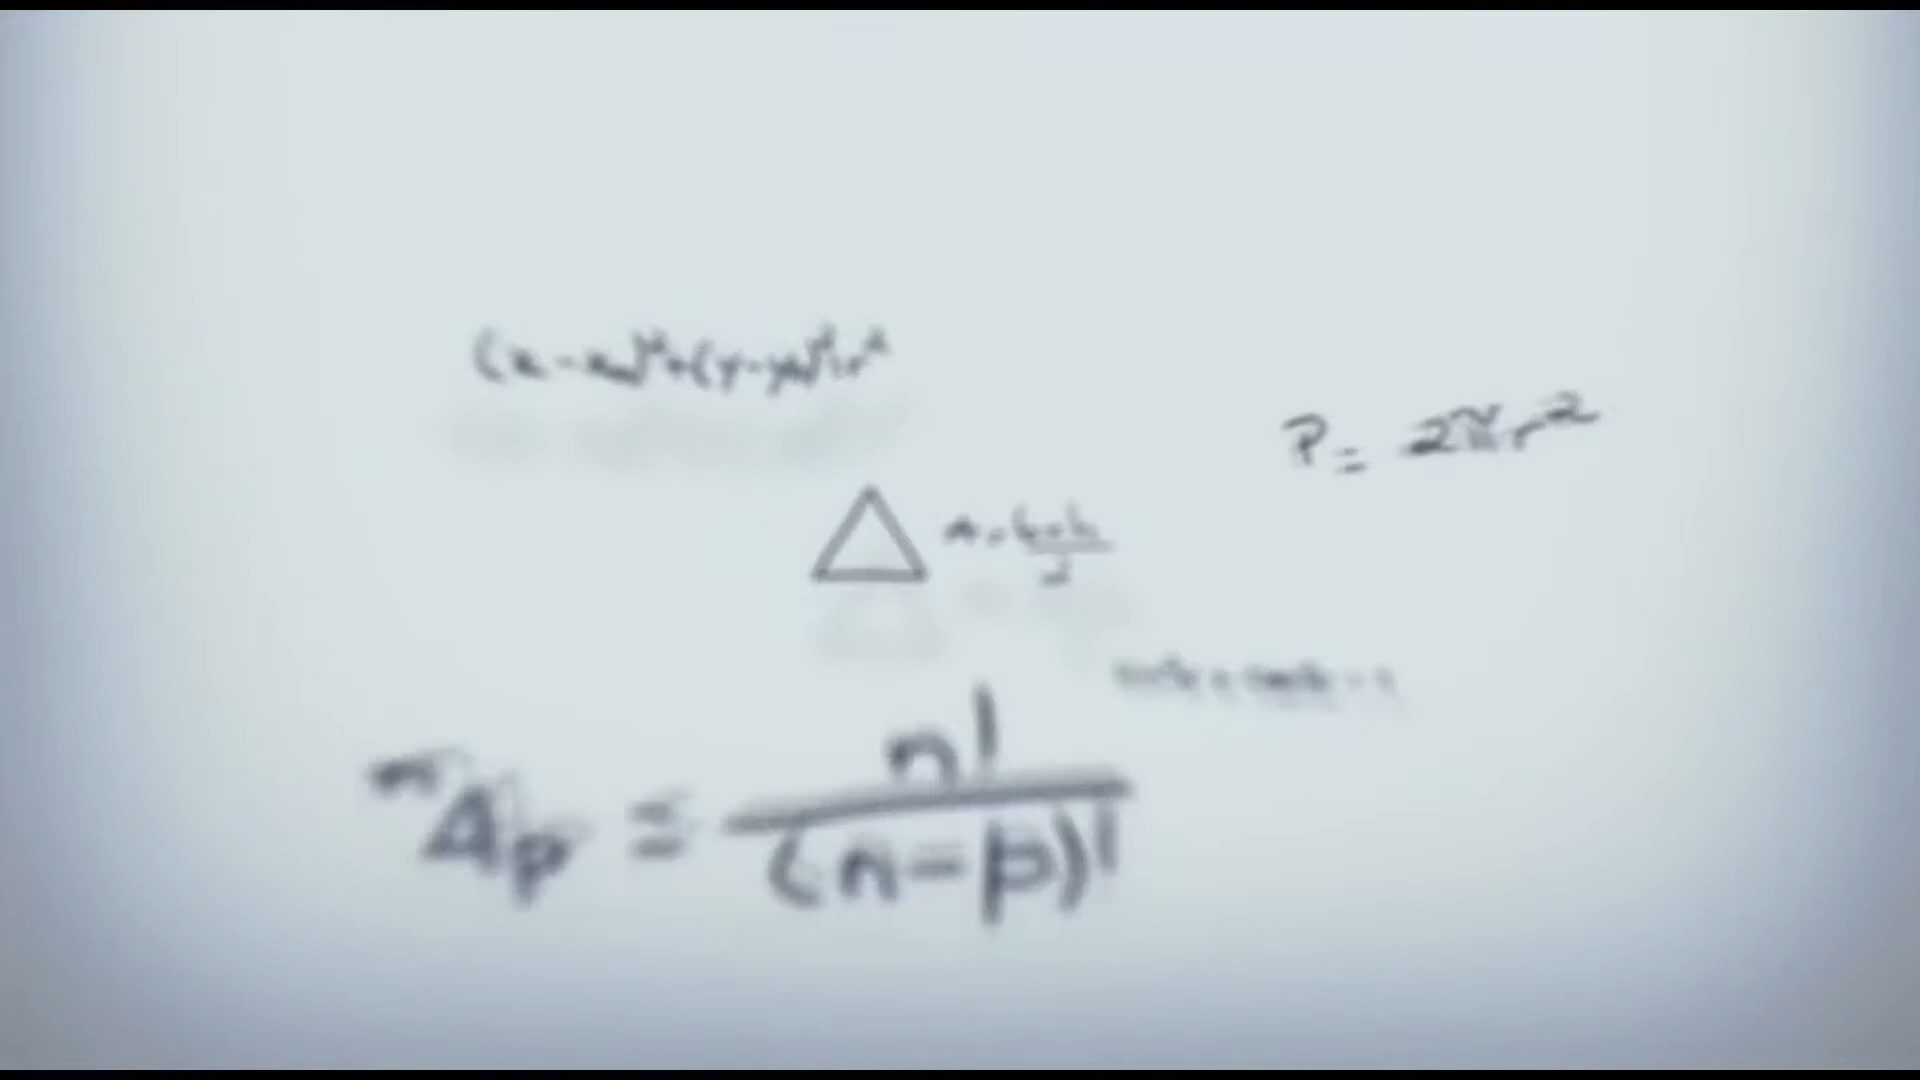 (x-x₀)²+(y-y₀)²=r²
P = 2πr²
A = b×h/2
ⁿAₚ = n!/(n-p)!